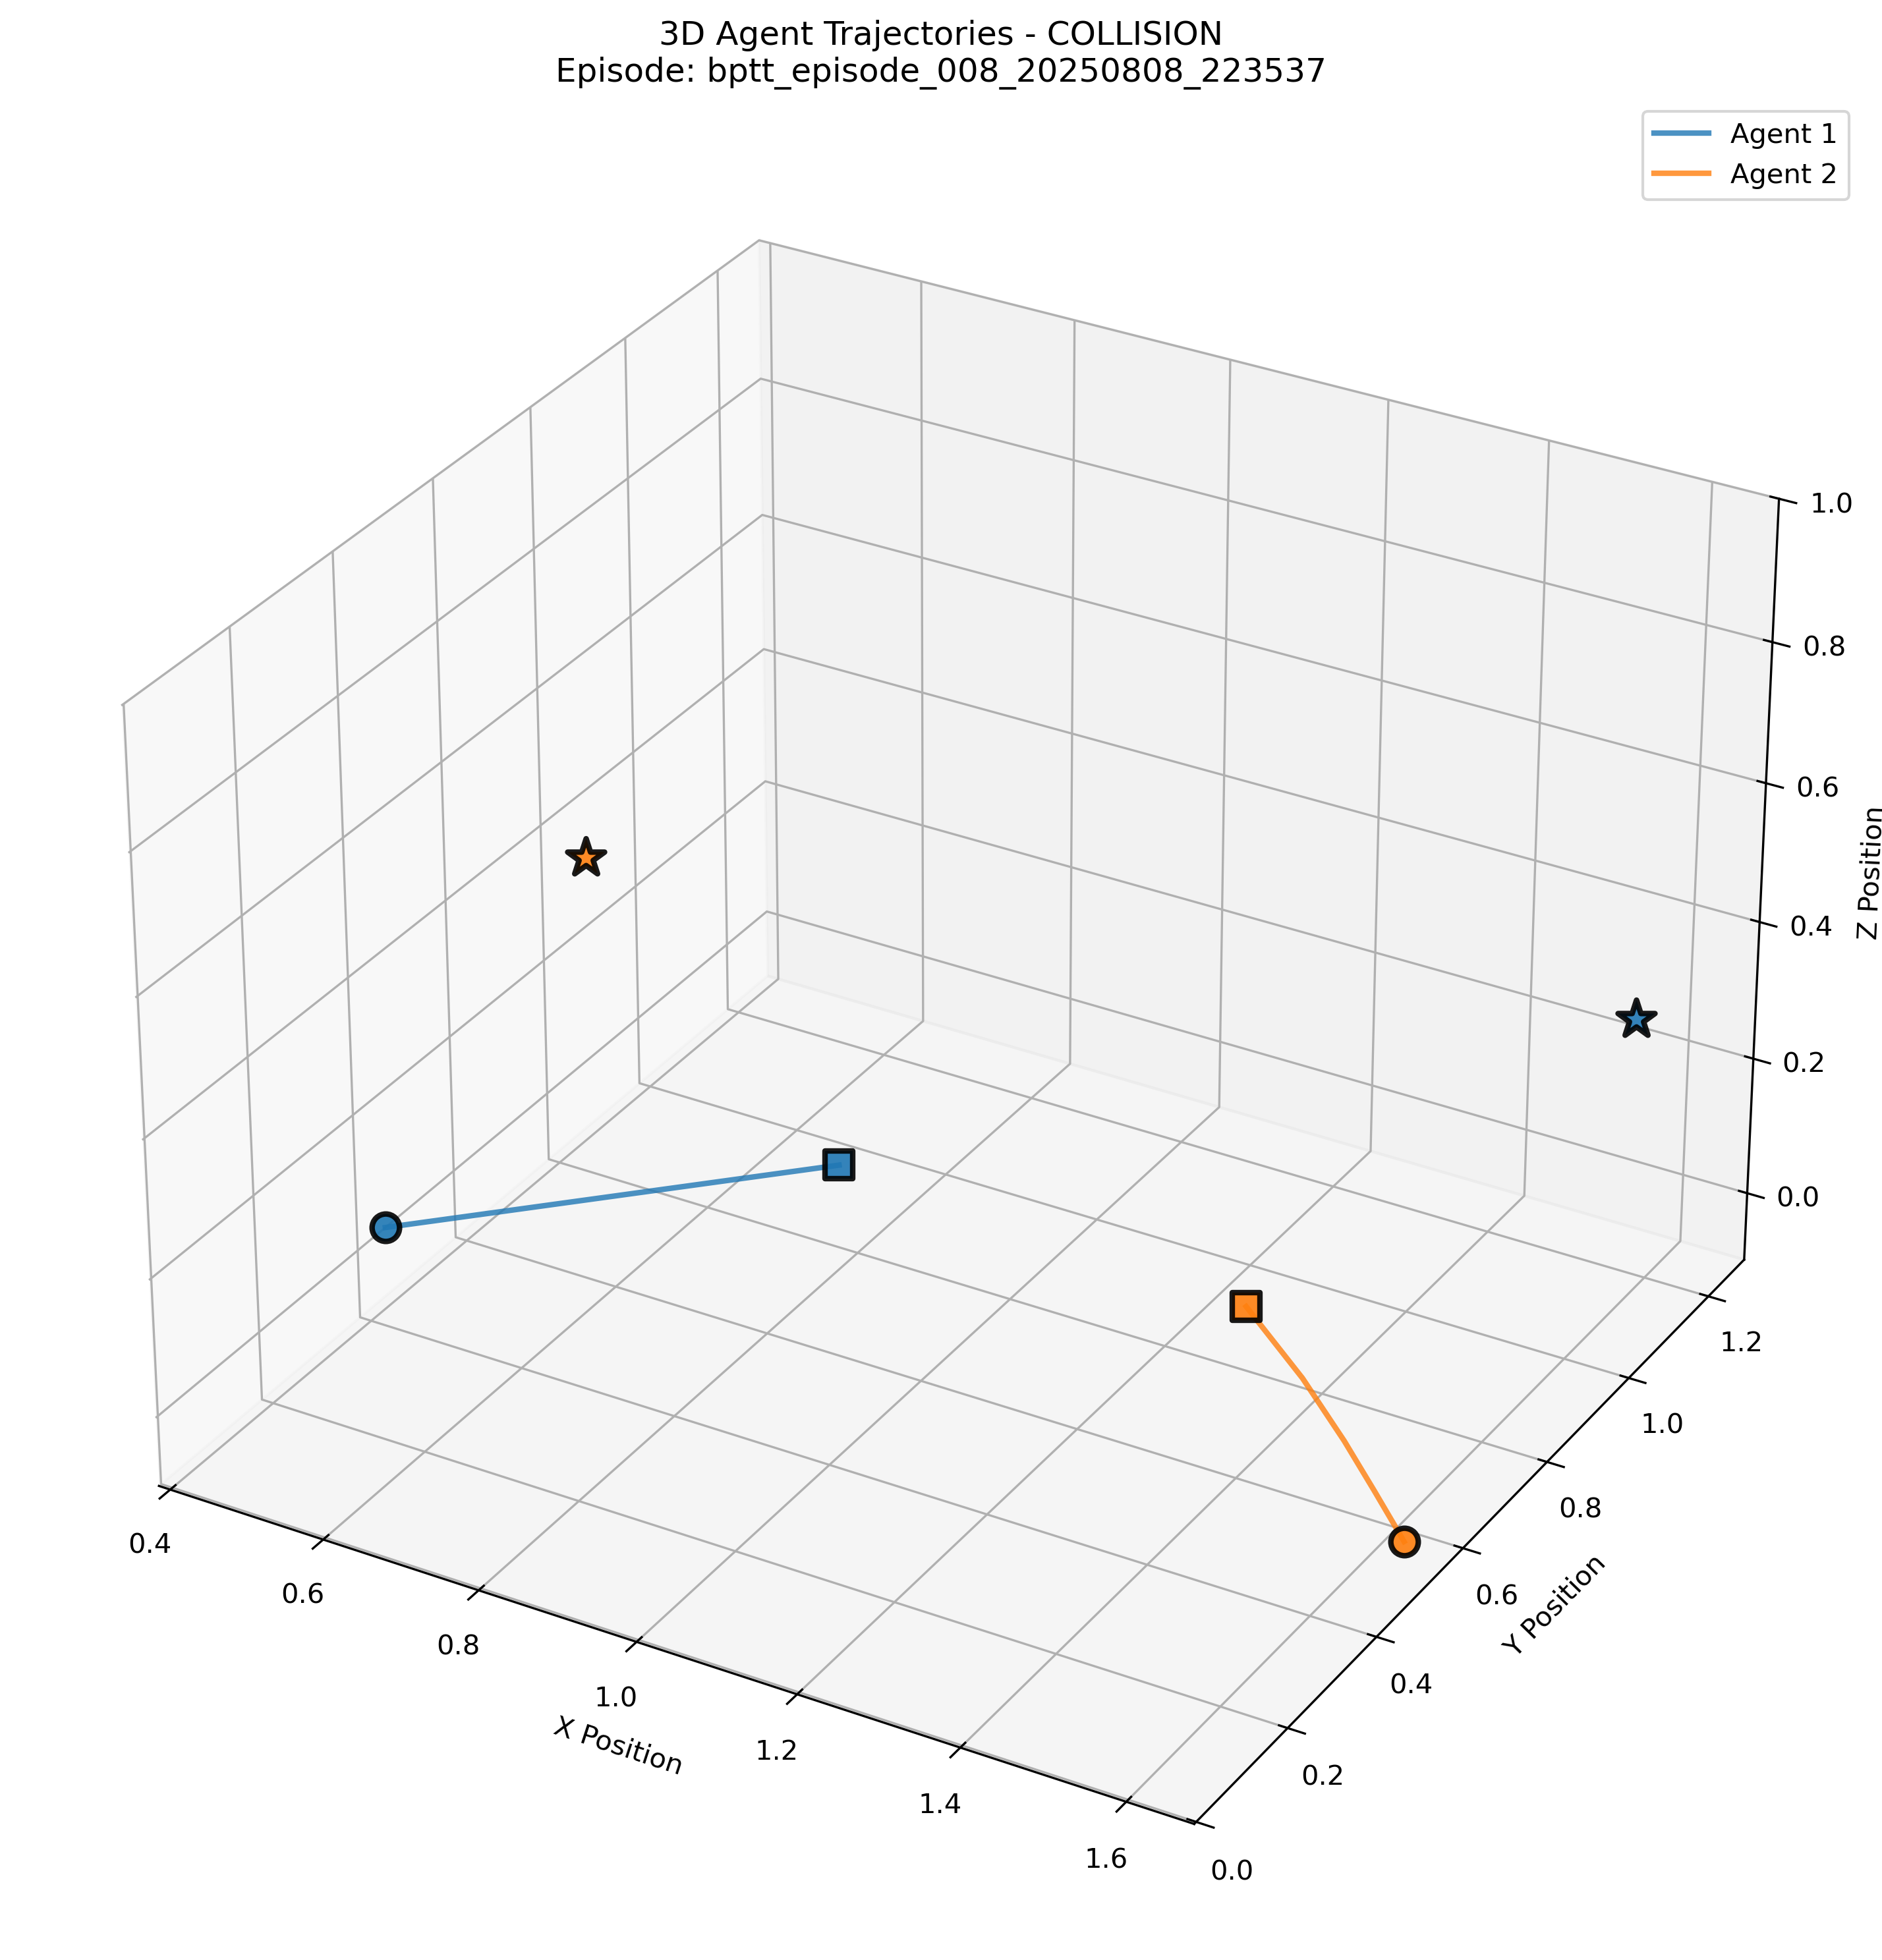 3D Agent Trajectories - COLLISION
Episode: bptt_episode_008_20250808_223537
Agent 1
Agent 2
1.0
0.8
0.6
0.4
0.2
0.0
Z Position
1.2
1.0
0.8
0.6
0.4
0.2
0.0
Y Position
0.4
0.6
0.8
1.0
1.2
1.4
1.6
X Position